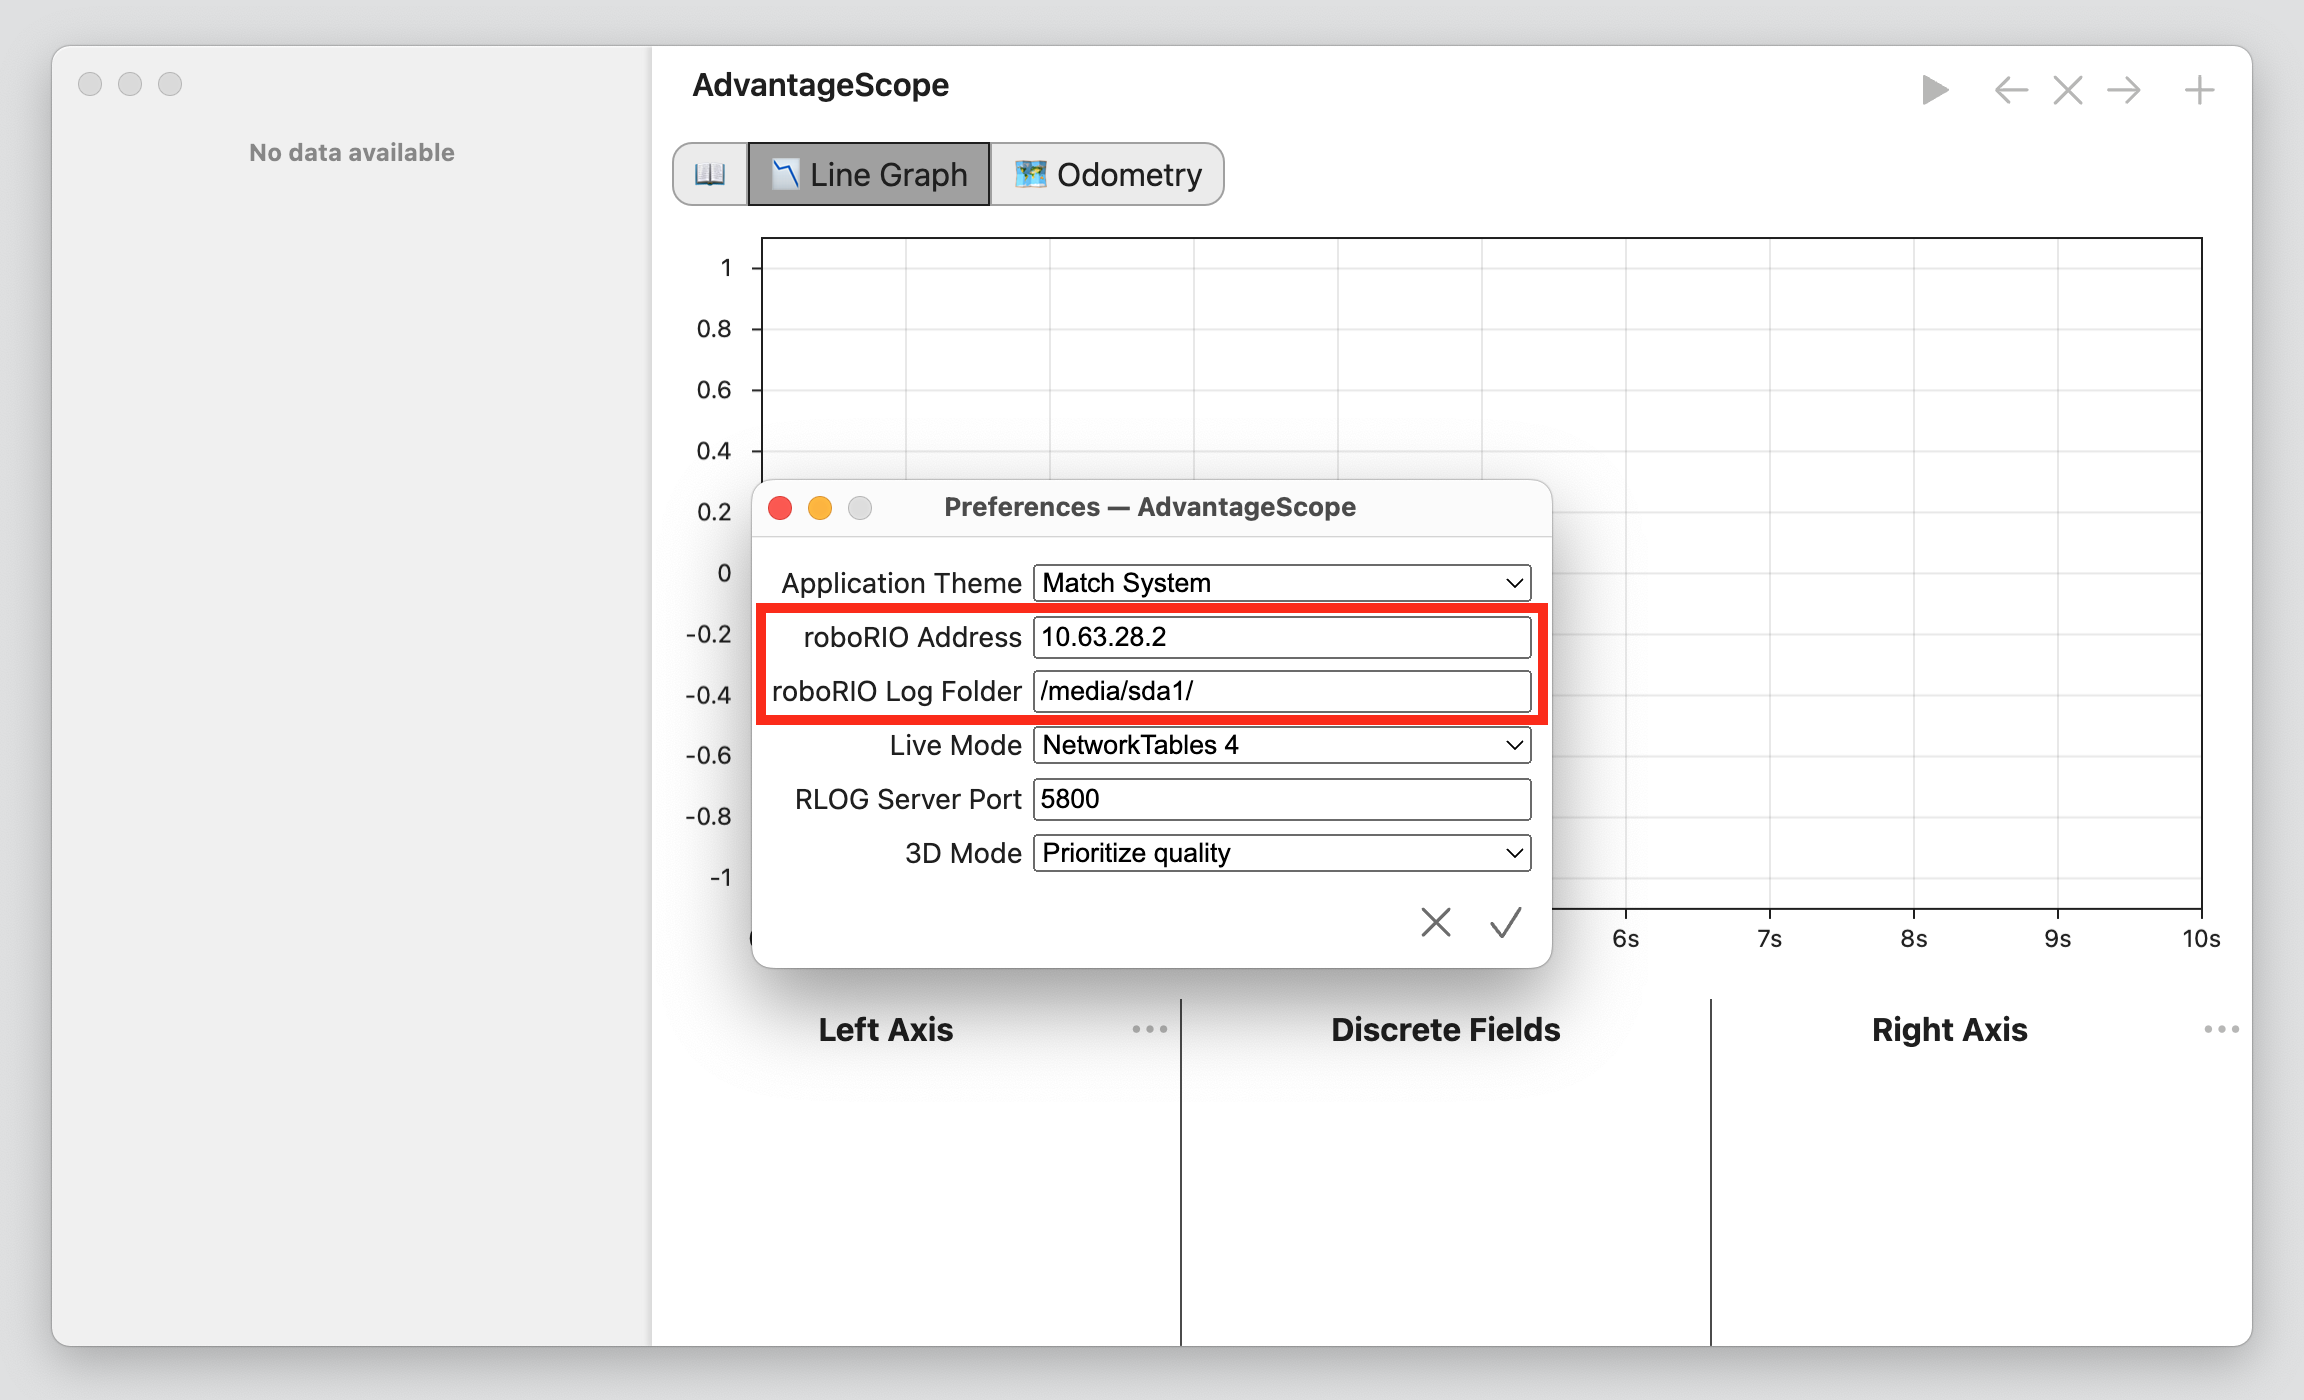 No data available
AdvantageScope
Line Graph
Odometry
1
0.8
0.6
0.4
0.2
0
-0.2
-0.4
-0.6
-0.8
-1
Preferences — AdvantageScope
Application Theme Match System
roboRIO Address 10.63.28.2
roboRIO Log Folder /media/sda1/
Live Mode NetworkTables 4
RLOG Server Port 5800
3D Mode Prioritize quality
6s 7s 8s 9s 10s
Left Axis
Discrete Fields
Right Axis